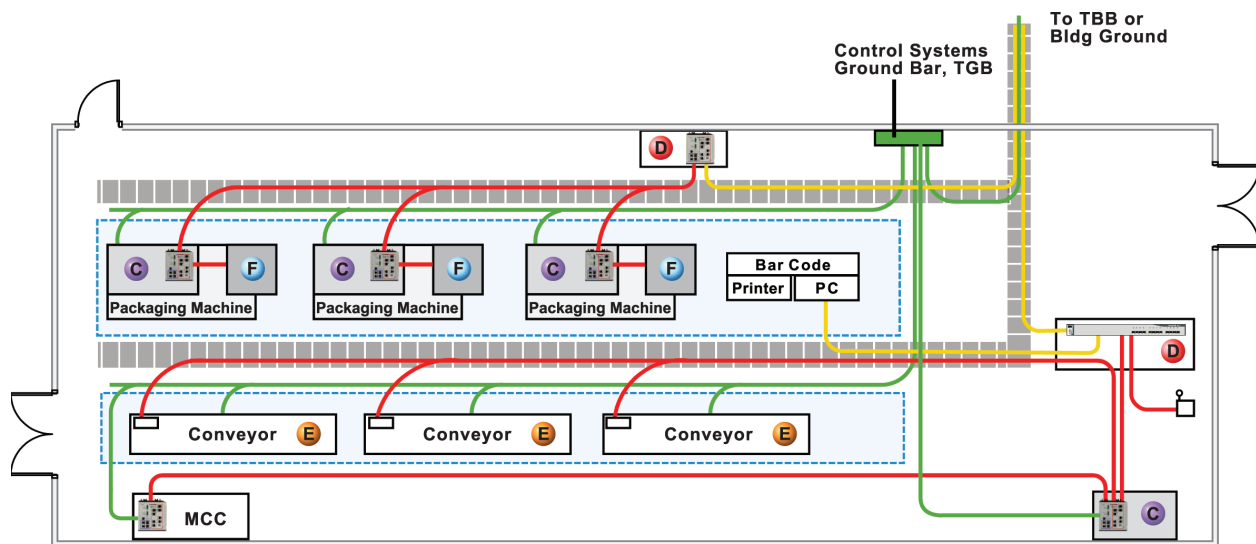 To TBB or
Bldg Ground
Control Systems
Ground Bar, TGB
D
C
F
C
F
C
F
Packaging Machine
Packaging Machine
Packaging Machine
Bar Code
Printer
PC
D
Conveyor
E
Conveyor
E
Conveyor
E
MCC
C